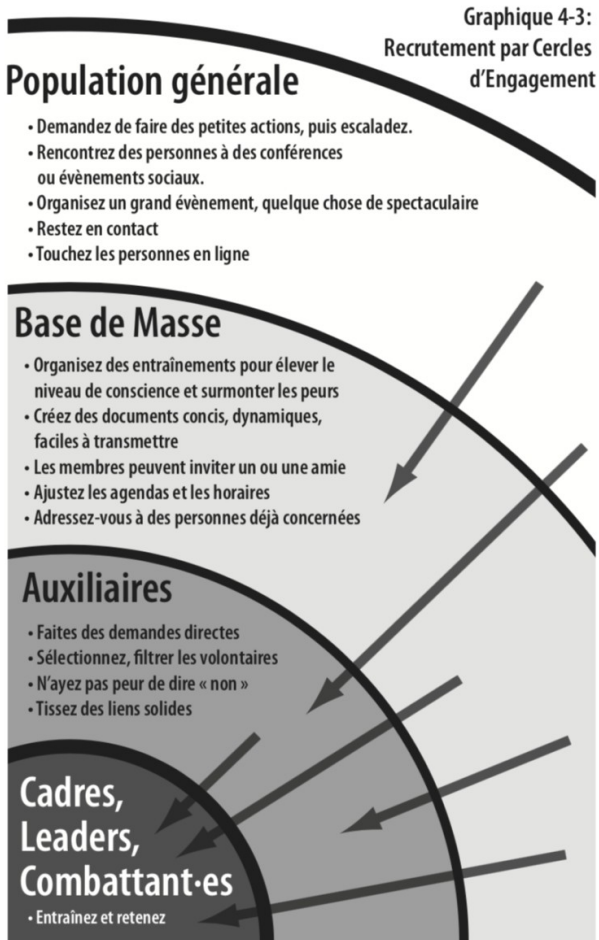 Graphique 4-3:
Recrutement par Cercles
d'Engagement
Population générale
• Demandez de faire des petites actions, puis escaladez.
• Rencontrez des personnes à des conférences
ou évènements sociaux.
• Organisez un grand évènement, quelque chose de spectaculaire
• Restez en contact
• Touchez les personnes en ligne
Base de Masse
• Organisez des entraînements pour élever le
niveau de conscience et surmonter les peurs
• Créez des documents concis, dynamiques,
faciles à transmettre
• Les membres peuvent inviter un ou une amie
• Ajustez les agendas et les horaires
• Adressez-vous à des personnes déjà concernées
Auxiliaires
• Faites des demandes directes
• Sélectionnez, filtrer les volontaires
• N'ayez pas peur de dire « non »
• Tissez des liens solides
Cadres,
Leaders,
Combattant·es
• Entraînez et retenez